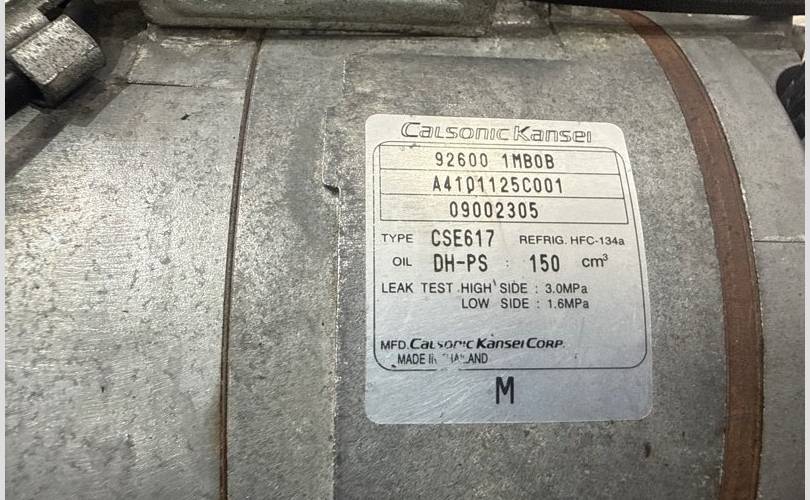 Calsonic Kansei
92600 1MB0B
A4101125C001
09002305
TYPE CSE617 REFRIG. HFC-134a
OIL DH-PS : 150 cm³
LEAK TEST HIGH SIDE : 3.0MPa
LOW SIDE : 1.6MPa
MFD. Calsonic Kansei CORP.
MADE IN THAILAND
M